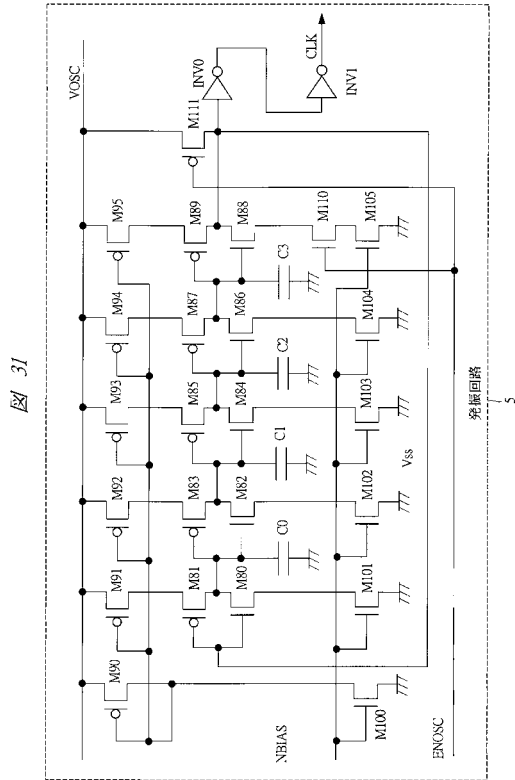 図 31
VOSC
M90
M91
M92
M93
M94
M95
M111
M81
M83
M85
M87
M89
INV0
CLK
M80
M82
M84
M86
M88
INV1
C0
C1
C2
C3
M110
NBIAS
M100
M101
M102
M103
M104
M105
Vss
ENOSC
発振回路
5